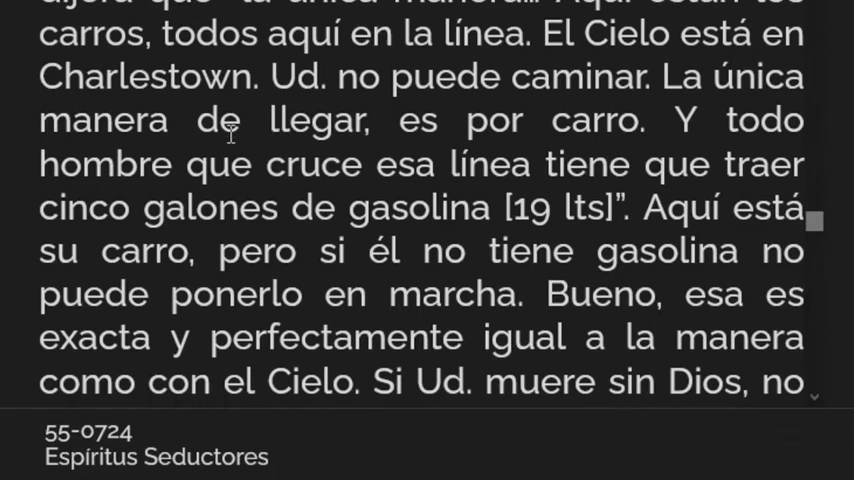 carros, todos aquí en la línea. El Cielo está en
Charlestown. Ud. no puede caminar. La única
manera de llegar, es por carro. Y todo
hombre que cruce esa línea tiene que traer
cinco galones de gasolina [19 lts]”. Aquí está
su carro, pero si él no tiene gasolina no
puede ponerlo en marcha. Bueno, esa es
exacta y perfectamente igual a la manera
como con el Cielo. Si Ud. muere sin Dios, no
55-0724
Espíritus Seductores